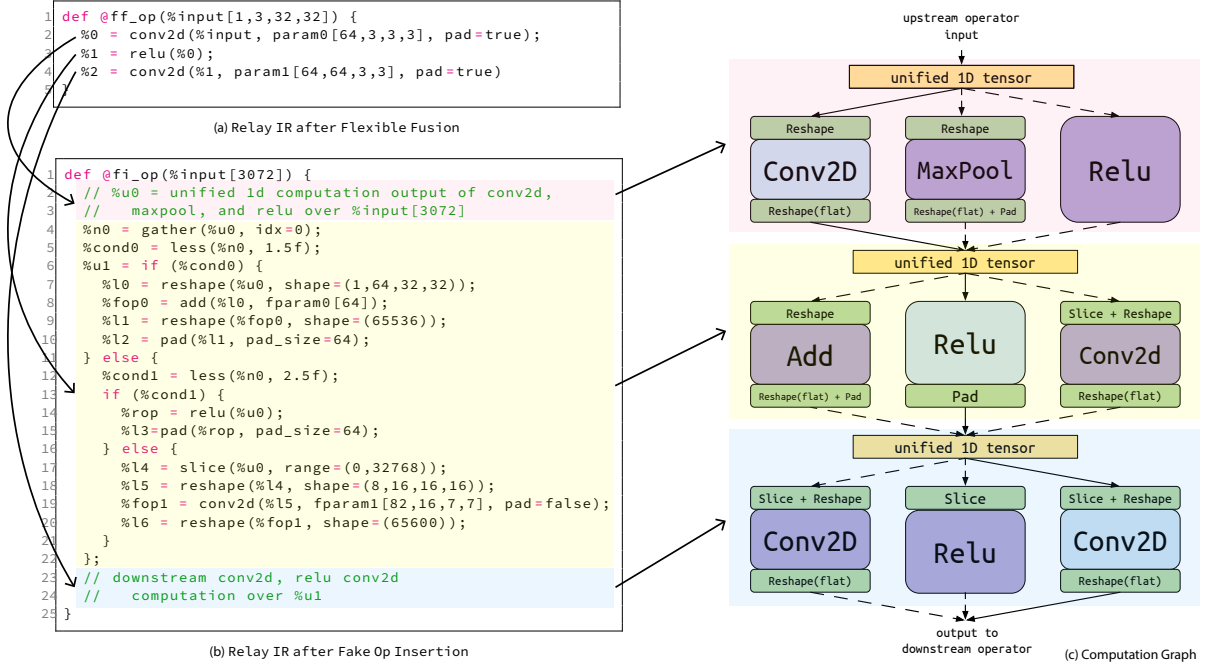 1 def @ff_op(%input[1,3,32,32]) {
2 %0 = conv2d(%input, param0[64,3,3,3], pad=true);
3 %1 = relu(%0);
4 %2 = conv2d(%1, param1[64,64,3,3], pad=true)
5 }
(a) Relay IR after Flexible Fusion
1 def @fi_op(%input[3072]) {
2 // %u0 = unified 1d computation output of conv2d,
3 // maxpool, and relu over %input[3072]
4 %n0 = gather(%u0, idx=0);
5 %cond0 = less(%n0, 1.5f);
6 %u1 = if (%cond0) {
7 %l0 = reshape(%u0, shape=(1,64,32,32));
8 %fop0 = add(%l0, fparam0[64]);
9 %l1 = reshape(%fop0, shape=(65536));
10 %l2 = pad(%l1, pad_size=64);
11 } else {
12 %cond1 = less(%n0, 2.5f);
13 if (%cond1) {
14 %rop = relu(%u0);
15 %l3=pad(%rop, pad_size=64);
16 } else {
17 %l4 = slice(%u0, range=(0,32768));
18 %l5 = reshape(%l4, shape=(8,16,16,16));
19 %fop1 = conv2d(%l5, fparam1[82,16,7,7], pad=false);
20 %l6 = reshape(%fop1, shape=(65600));
21 }
22 };
23 // downstream conv2d, relu conv2d
24 // computation over %u1
25 }
(b) Relay IR after Fake Op Insertion
upstream operator
input
unified 1D tensor
Reshape
Reshape
Conv2D
MaxPool
Relu
Reshape(flat)
Reshape(flat) + Pad
unified 1D tensor
Reshape
Slice + Reshape
Add
Relu
Conv2d
Reshape(flat) + Pad
Pad
Reshape(flat)
unified 1D tensor
Slice + Reshape
Slice
Slice + Reshape
Conv2D
Relu
Conv2D
Reshape(flat)
Reshape(flat)
output to
downstream operator
(c) Computation Graph